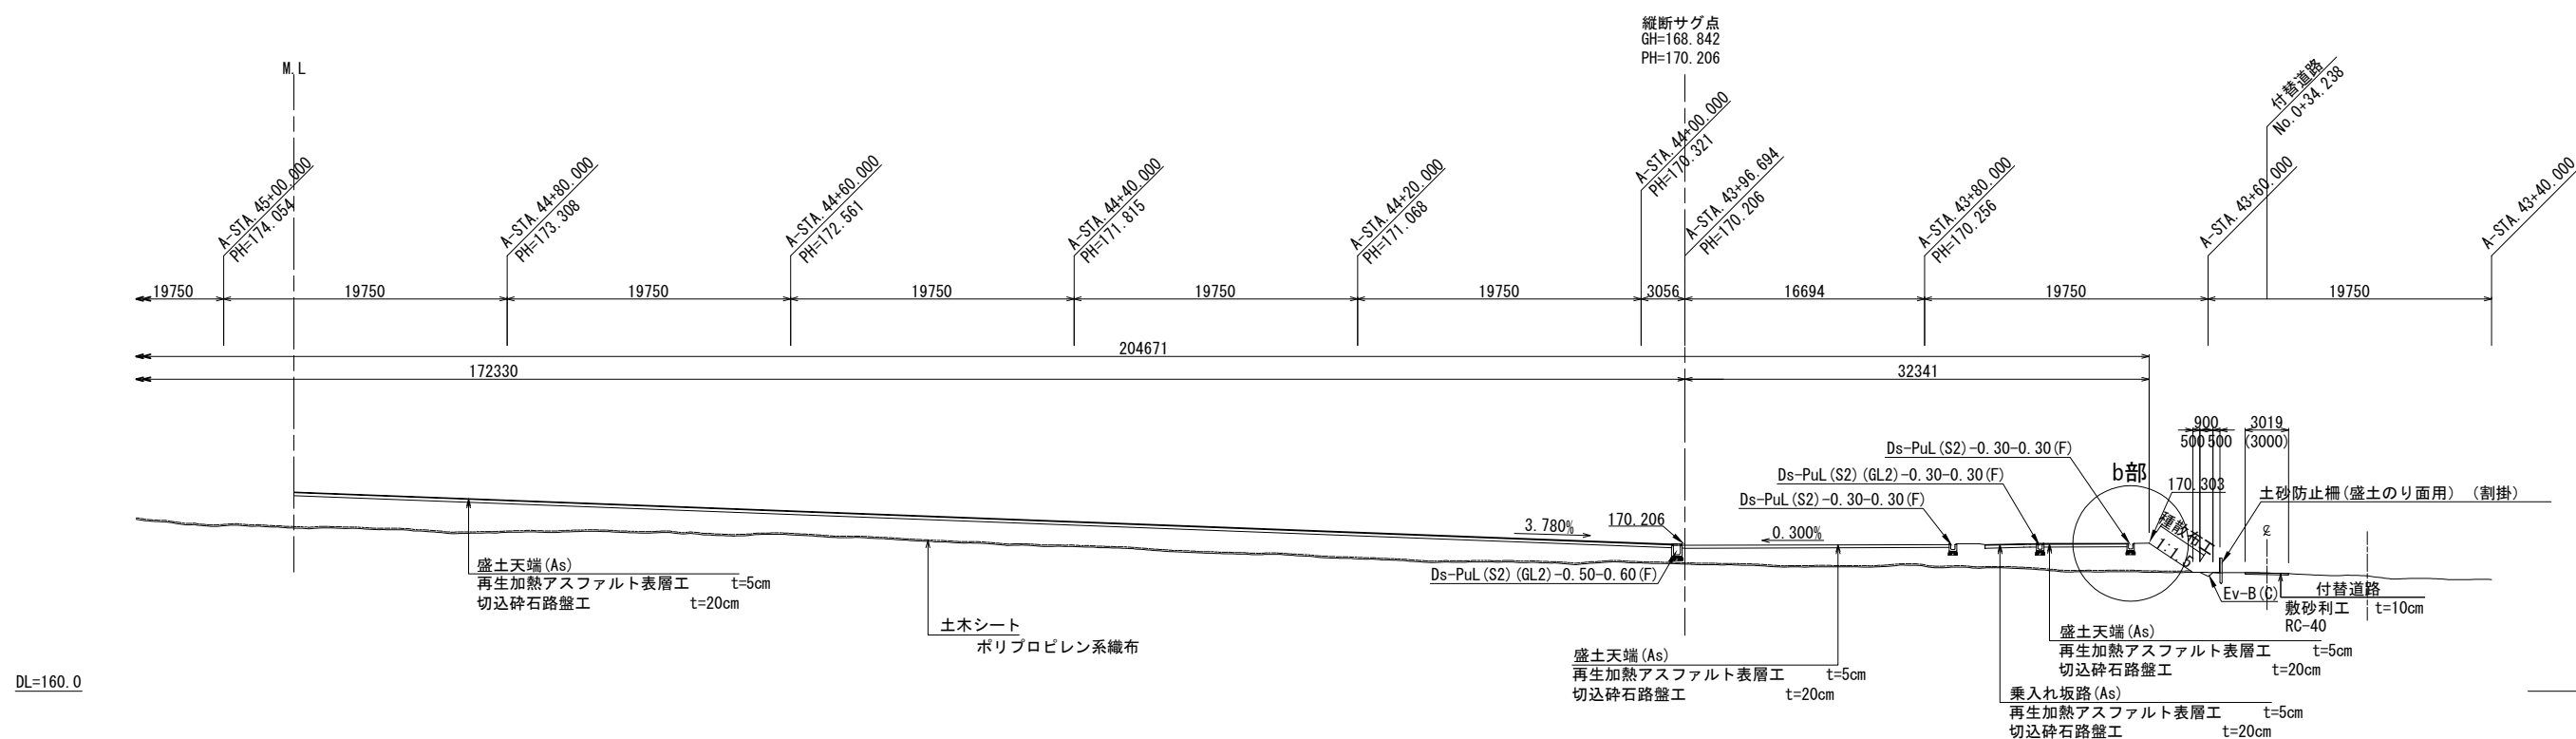 縦断サグ点
GH=168.842
PH=170.206
M.L
A-STA.45+00.000
PH=174.054
A-STA.44+80.000
PH=173.308
A-STA.44+60.000
PH=172.561
A-STA.44+40.000
PH=171.815
A-STA.44+20.000
PH=171.068
A-STA.44+00.000
PH=170.321
A-STA.43+96.694
PH=170.206
A-STA.43+80.000
PH=170.256
A-STA.43+60.000
付替道路
No.0+34.238
A-STA.43+40.000
19750
19750
19750
19750
19750
19750
3056
16694
19750
19750
204671
172330
32341
900
500
500
3019
(3000)
Ds-PuL(S2)-0.30-0.30(F)
Ds-PuL(S2)(GL2)-0.30-0.30(F)
Ds-PuL(S2)-0.30-0.30(F)
b部
170.303
土砂防止柵(盛土のり面用) (割掛)
種散布工
1:1.5
3.780%
170.206
0.300%
Ds-PuL(S2)(GL2)-0.50-0.60(F)
盛土天端(As)
再生加熱アスファルト表層工 t=5cm
切込砕石路盤工 t=20cm
土木シート
ポリプロピレン系織布
Ev-B(C)
付替道路
敷砂利工 t=10cm
RC-40
盛土天端(As)
再生加熱アスファルト表層工 t=5cm
切込砕石路盤工 t=20cm
盛土天端(As)
再生加熱アスファルト表層工 t=5cm
切込砕石路盤工 t=20cm
乗入れ坂路(As)
再生加熱アスファルト表層工 t=5cm
切込砕石路盤工 t=20cm
DL=160.0